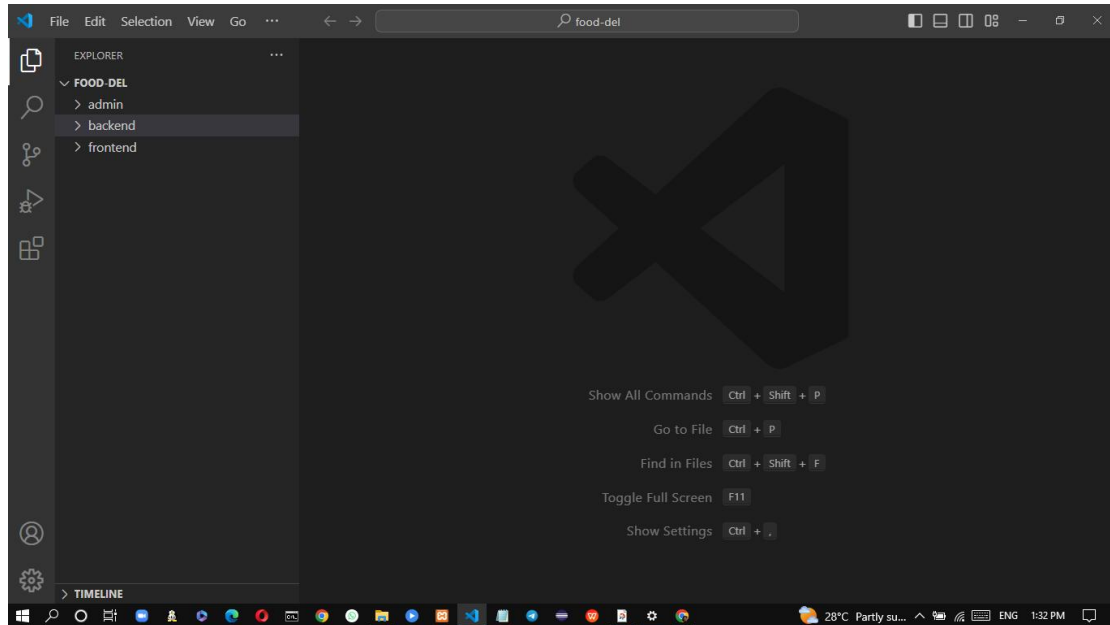 File Edit Selection View Go ···
food-del
EXPLORER ···
FOOD-DEL
admin
backend
frontend
Show All Commands Ctrl + Shift + P
Go to File Ctrl + P
Find in Files Ctrl + Shift + F
Toggle Full Screen F11
Show Settings Ctrl + ,
TIMELINE
28°C Partly su... ENG 1:32 PM